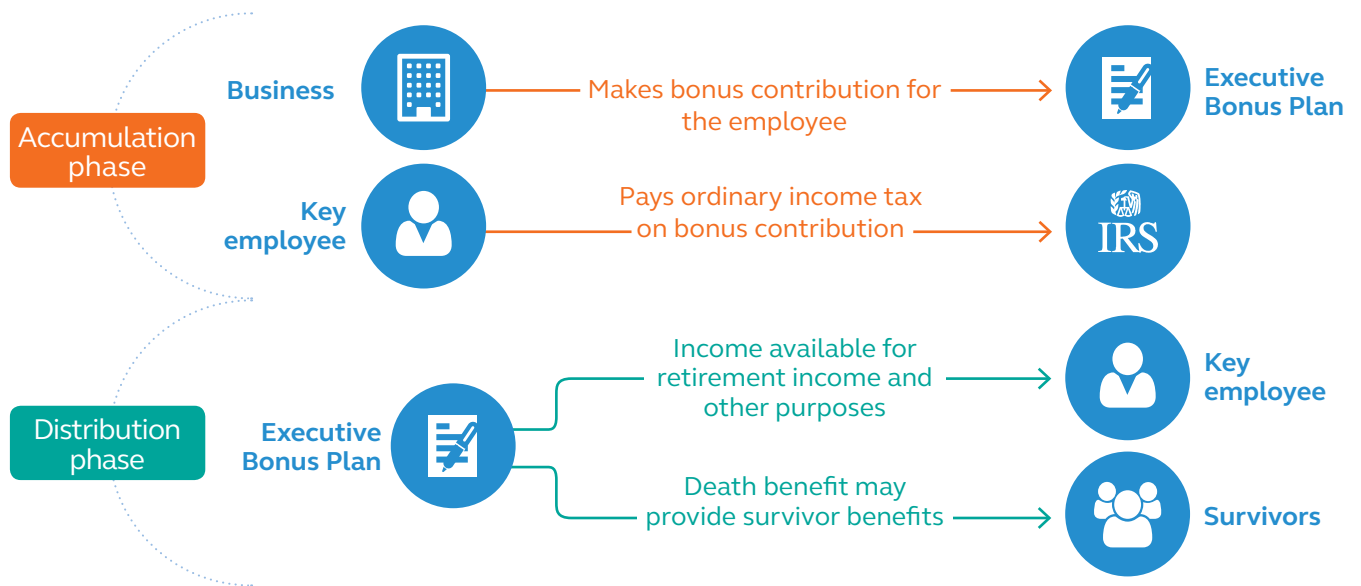 Business
Makes bonus contribution for
the employee
Executive
Bonus Plan
Accumulation
phase
Key
employee
Pays ordinary income tax
on bonus contribution
IRS
Income available for
retirement income and
other purposes
Key
employee
Distribution
phase
Executive
Bonus Plan
Death benefit may
provide survivor benefits
Survivors